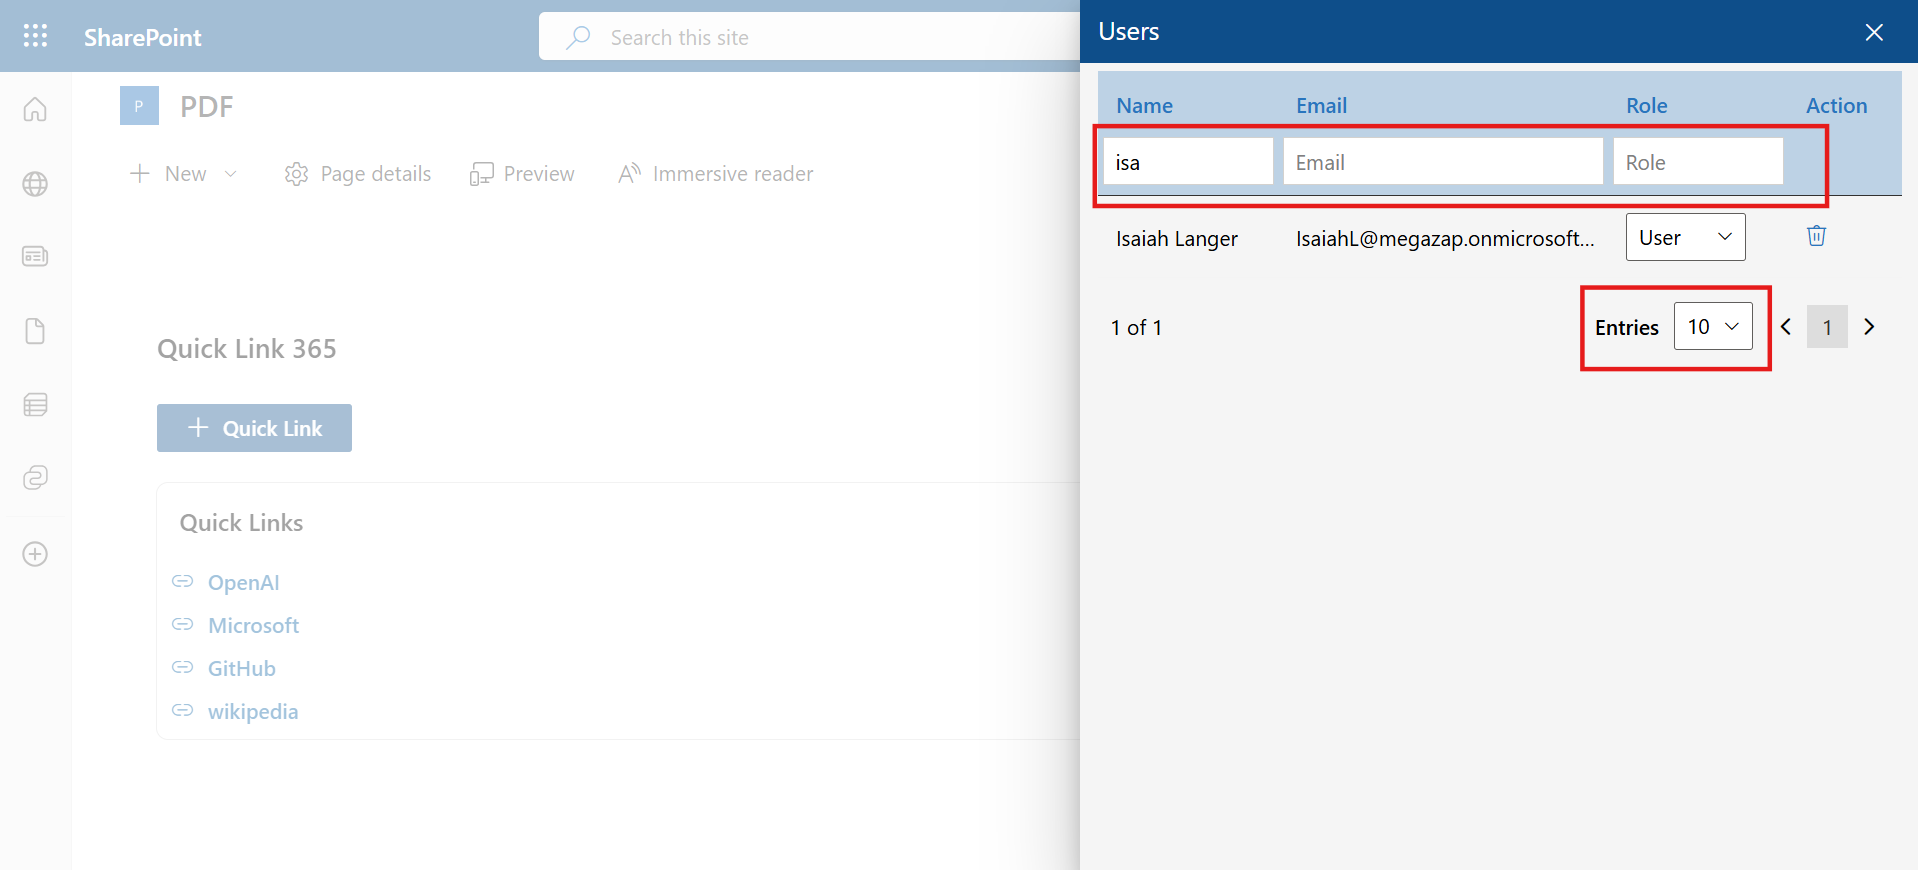 SharePoint
Search this site
P
PDF
New
Page details
Preview
Immersive reader
Quick Link 365
Quick Link
Quick Links
OpenAI
Microsoft
GitHub
wikipedia
Users
Name Email Role Action
isa Email Role
Isaiah Langer IsaiahL@megazap.onmicrosoft... User
1 of 1 Entries 10 1